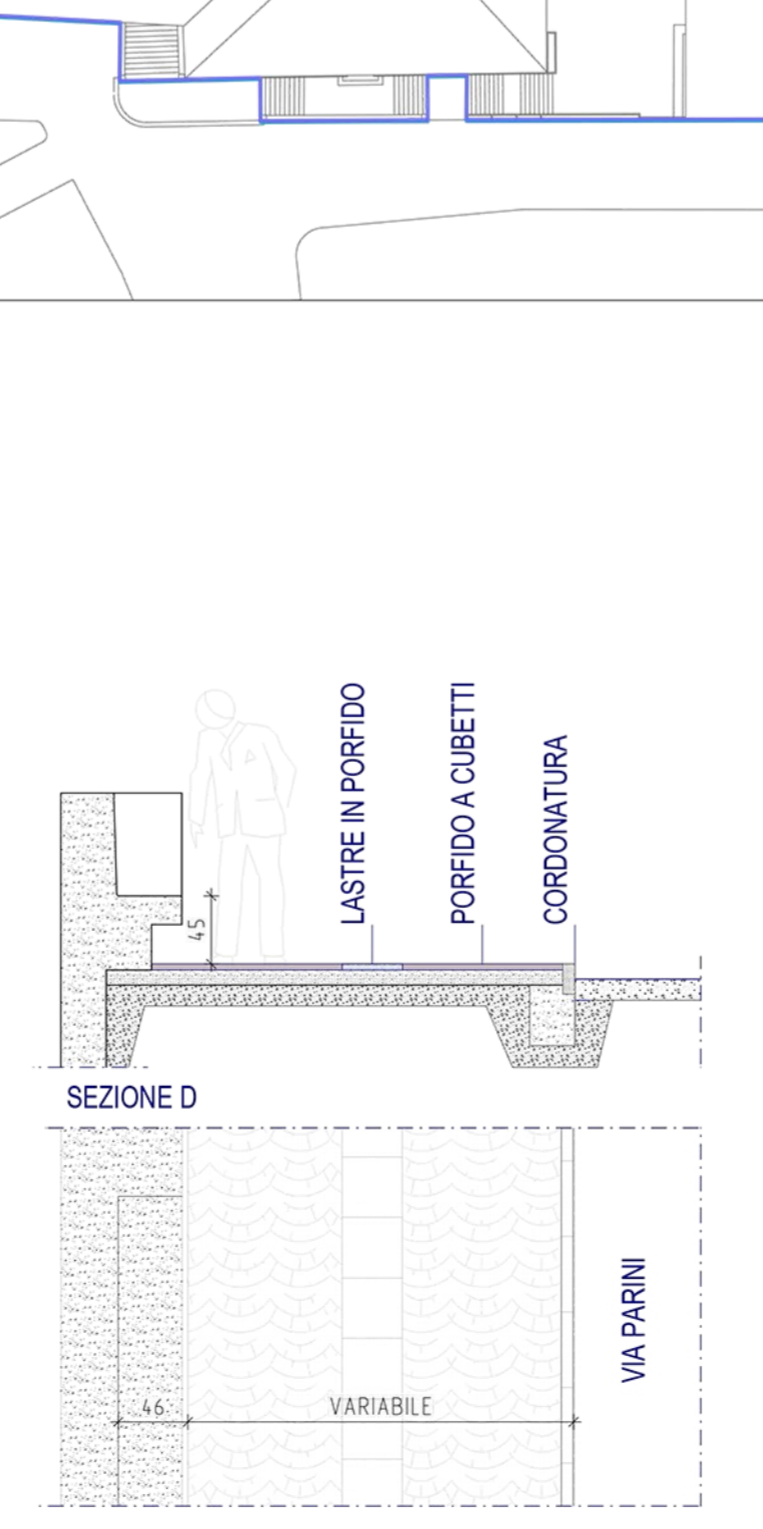 LASTRE IN PORFIDO
PORFIDO A CUBETTI
CORDONATURA
45
SEZIONE D
VIA PARINI
46
VARIABILE